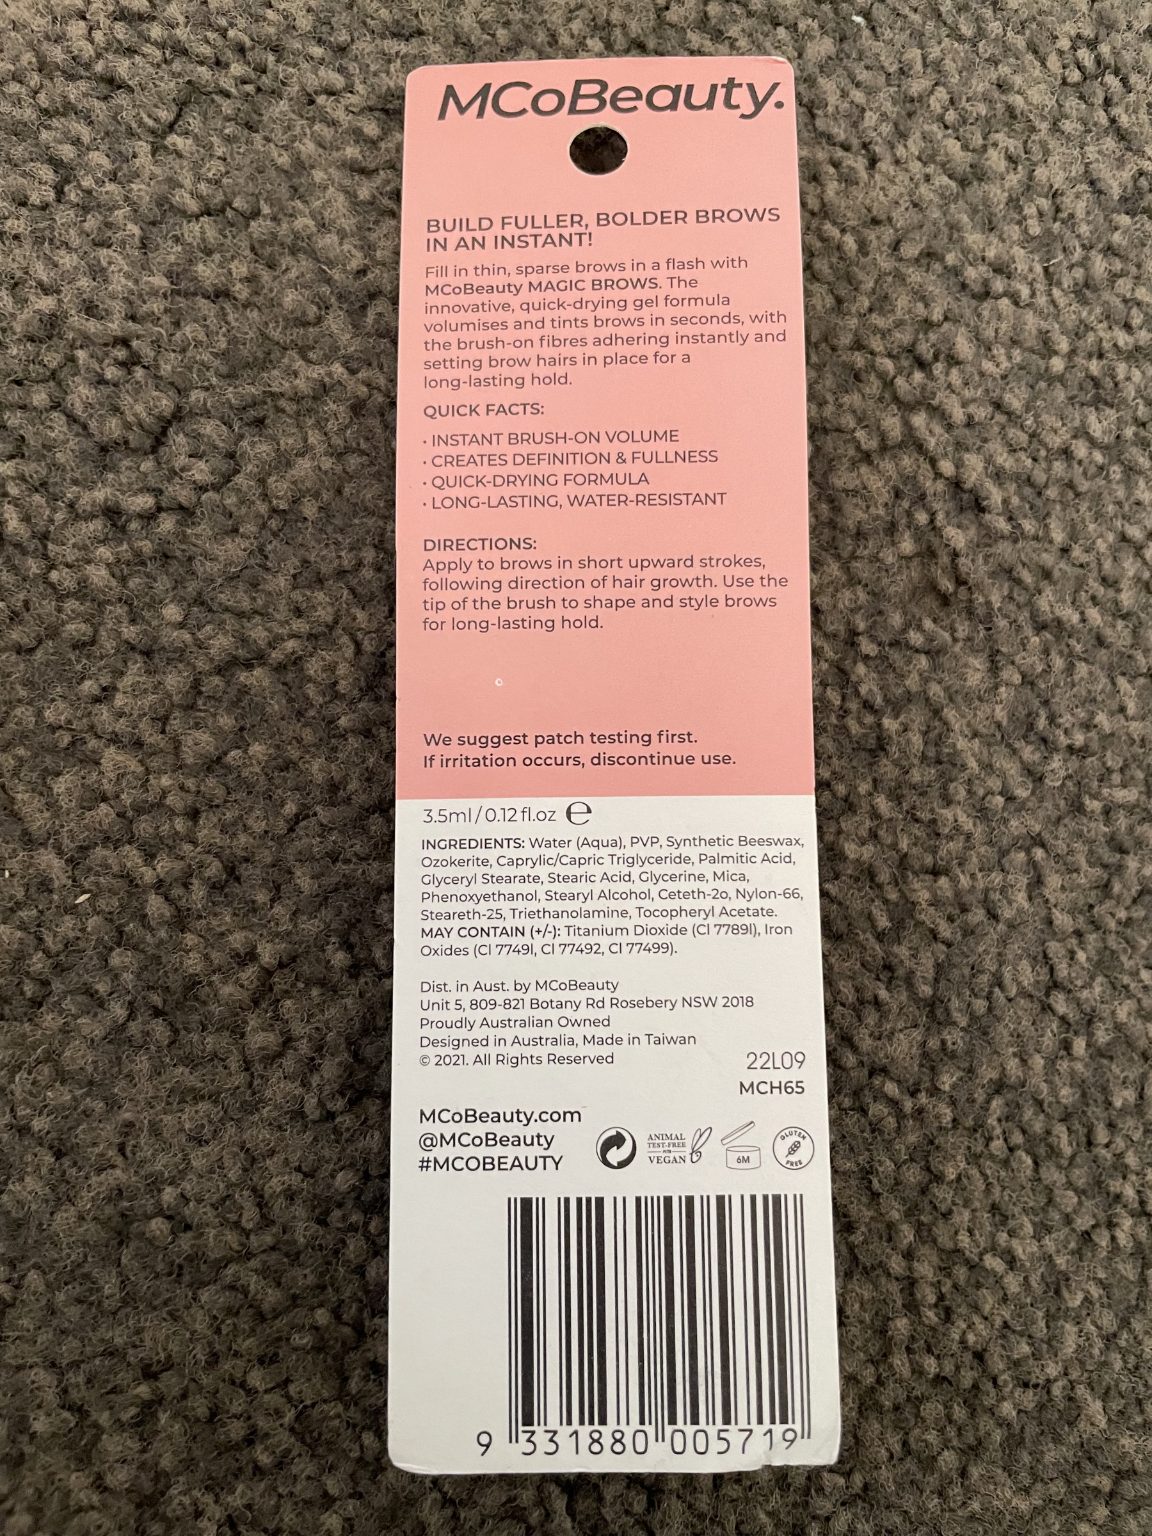 MCoBeauty.
BUILD FULLER, BOLDER BROWS
IN AN INSTANT!
Fill in thin, sparse brows in a flash with
MCoBeauty MAGIC BROWS. The
innovative, quick-drying gel formula
volumises and tints brows in seconds, with
the brush-on fibres adhering instantly and
setting brow hairs in place for a
long-lasting hold.
QUICK FACTS:
• INSTANT BRUSH-ON VOLUME
• CREATES DEFINITION & FULLNESS
• QUICK-DRYING FORMULA
• LONG-LASTING, WATER-RESISTANT
DIRECTIONS:
Apply to brows in short upward strokes,
following direction of hair growth. Use the
tip of the brush to shape and style brows
for long-lasting hold.
We suggest patch testing first.
If irritation occurs, discontinue use.
3.5ml/0.12fl.oz ℮
INGREDIENTS: Water (Aqua), PVP, Synthetic Beeswax,
Ozokerite, Caprylic/Capric Triglyceride, Palmitic Acid,
Glyceryl Stearate, Stearic Acid, Glycerine, Mica,
Phenoxyethanol, Stearyl Alcohol, Ceteth-2o, Nylon-66,
Steareth-25, Triethanolamine, Tocopheryl Acetate.
MAY CONTAIN (+/-): Titanium Dioxide (Cl 7789l), Iron
Oxides (Cl 7749l, Cl 77492, Cl 77499).
Dist. in Aust. by MCoBeauty
Unit 5, 809-821 Botany Rd Rosebery NSW 2018
Proudly Australian Owned
Designed in Australia, Made in Taiwan
© 2021. All Rights Reserved
22L09
MCH65
MCoBeauty.com
@MCoBeauty
#MCOBEAUTY
ANIMAL
TEST-FREE
VEGAN
6M
GLUTEN
FREE
9 331880 005719